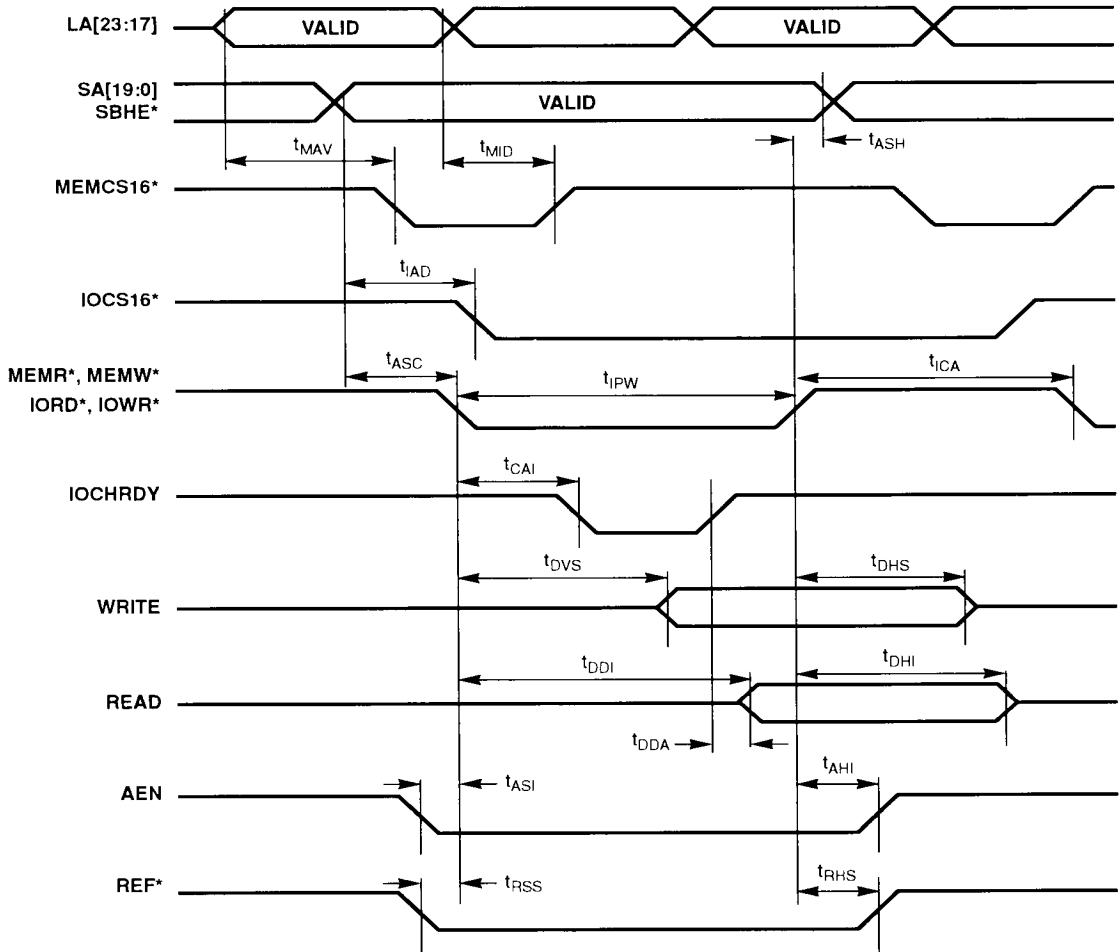 LA[23:17] VALID VALID
SA[19:0]
SBHE* VALID
tASH
tMAV tMID
MEMCS16*
tIAD
IOCS16*
tASC tIPW tICA
MEMR*, MEMW*
IORD*, IOWR*
tCAI
IOCHRDY
tDVS tDHS
WRITE
tDDI tDHI
READ
tDDA
tASI tAHI
AEN
REF* tRSS tRHS